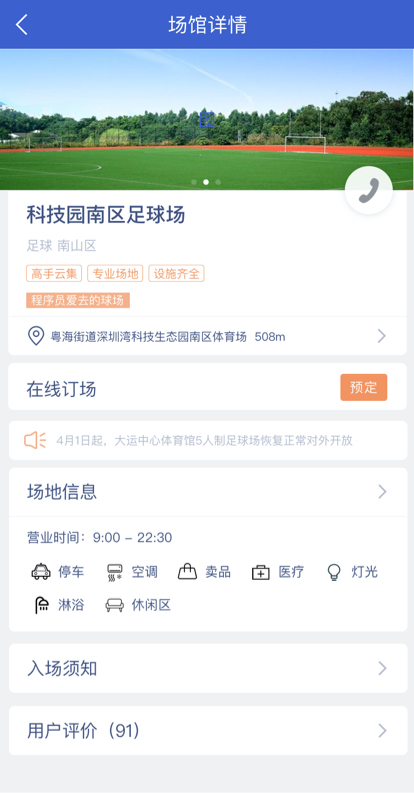 场馆详情
科技园南区足球场
足球 南山区
高手云集 专业场地 设施齐全
程序员爱去的球场
粤海街道深圳湾科技生态园南区体育场 508m
在线订场 预定
4月1日起，大运中心体育馆5人制足球场恢复正常对外开放
场地信息
营业时间：9:00 – 22:30
停车 空调 卖品 医疗 灯光
淋浴 休闲区
入场须知
用户评价（91）